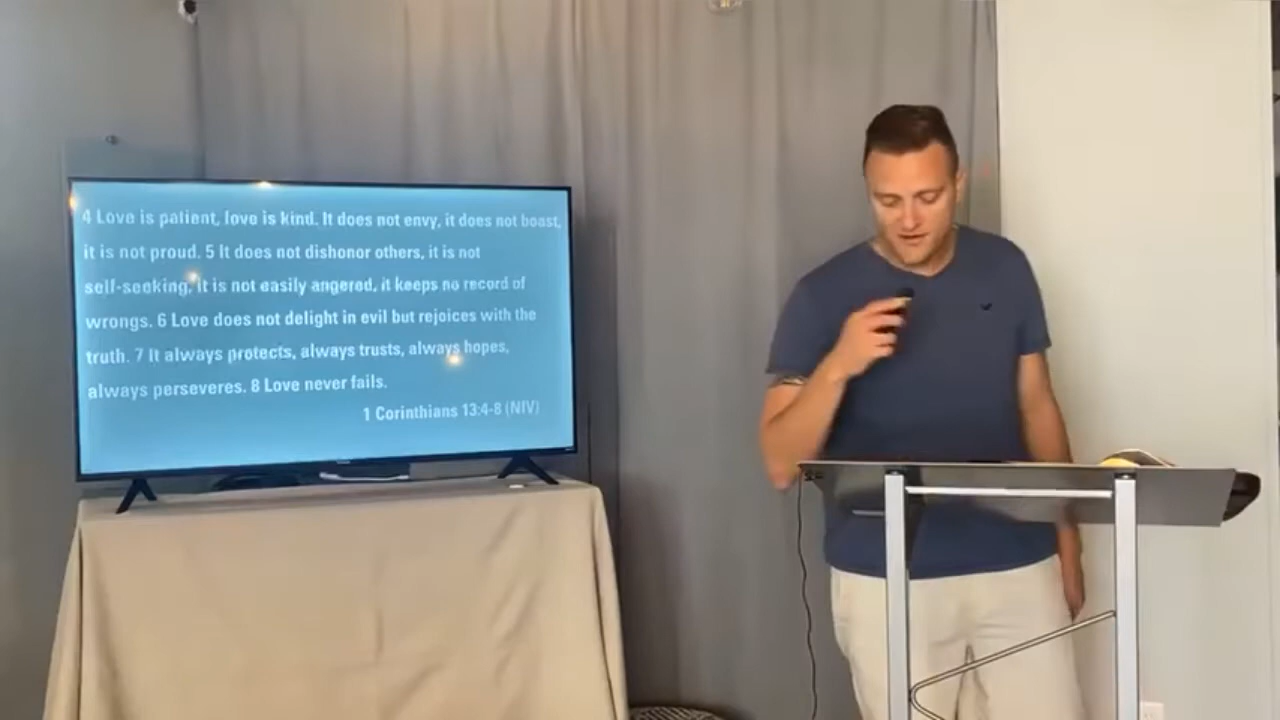 4 Love is patient, love is kind. It does not envy, it does not boast,
it is not proud. 5 It does not dishonor others, it is not
self-seeking, it is not easily angered, it keeps no record of
wrongs. 6 Love does not delight in evil but rejoices with the
truth. 7 It always protects, always trusts, always hopes,
always perseveres. 8 Love never fails.
1 Corinthians 13:4-8 (NIV)